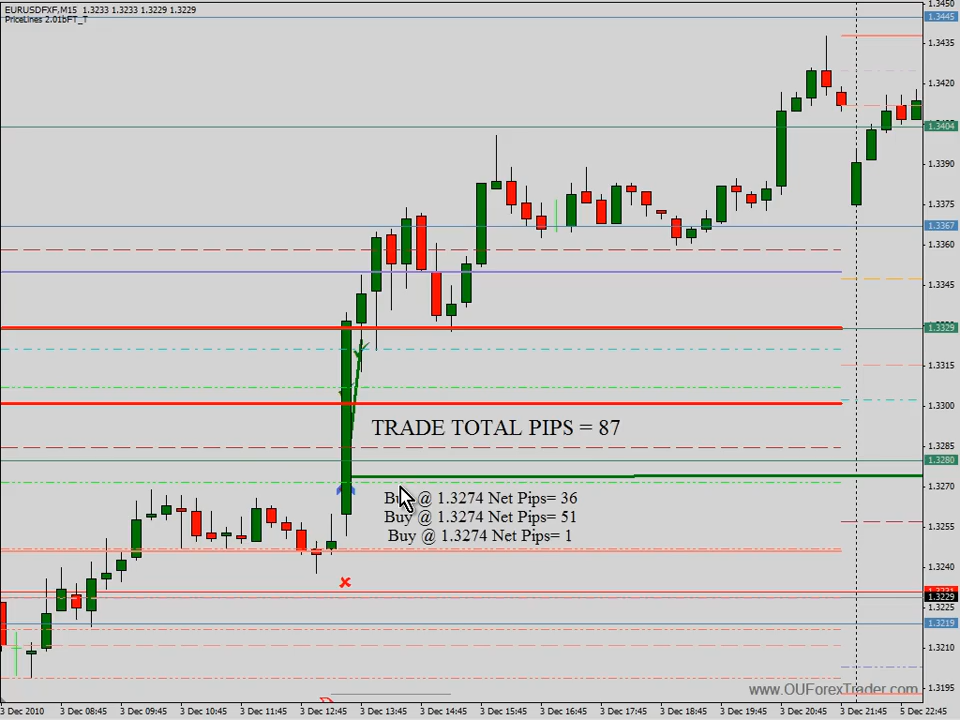 EURUSDFXF,M15 1.3233 1.3233 1.3229 1.3229
PriceLines 2.01bFT_T
1.3450
1.3445
1.3435
1.3420
1.3404
1.3390
1.3375
1.3367
1.3360
1.3345
1.3329
1.3315
1.3300
1.3285
1.3280
1.3270
1.3255
1.3240
1.3229
1.3225
1.3219
1.3210
1.3195
TRADE TOTAL PIPS = 87
Buy @ 1.3274 Net Pips= 36
Buy @ 1.3274 Net Pips= 51
Buy @ 1.3274 Net Pips= 1
www.OUForexTrader.com
3 Dec 2010 3 Dec 08:45 3 Dec 09:45 3 Dec 10:45 3 Dec 11:45 3 Dec 12:45 3 Dec 13:45 3 Dec 14:45 3 Dec 15:45 3 Dec 16:45 3 Dec 17:45 3 Dec 18:45 3 Dec 19:45 3 Dec 20:45 3 Dec 21:45 5 Dec 22:45